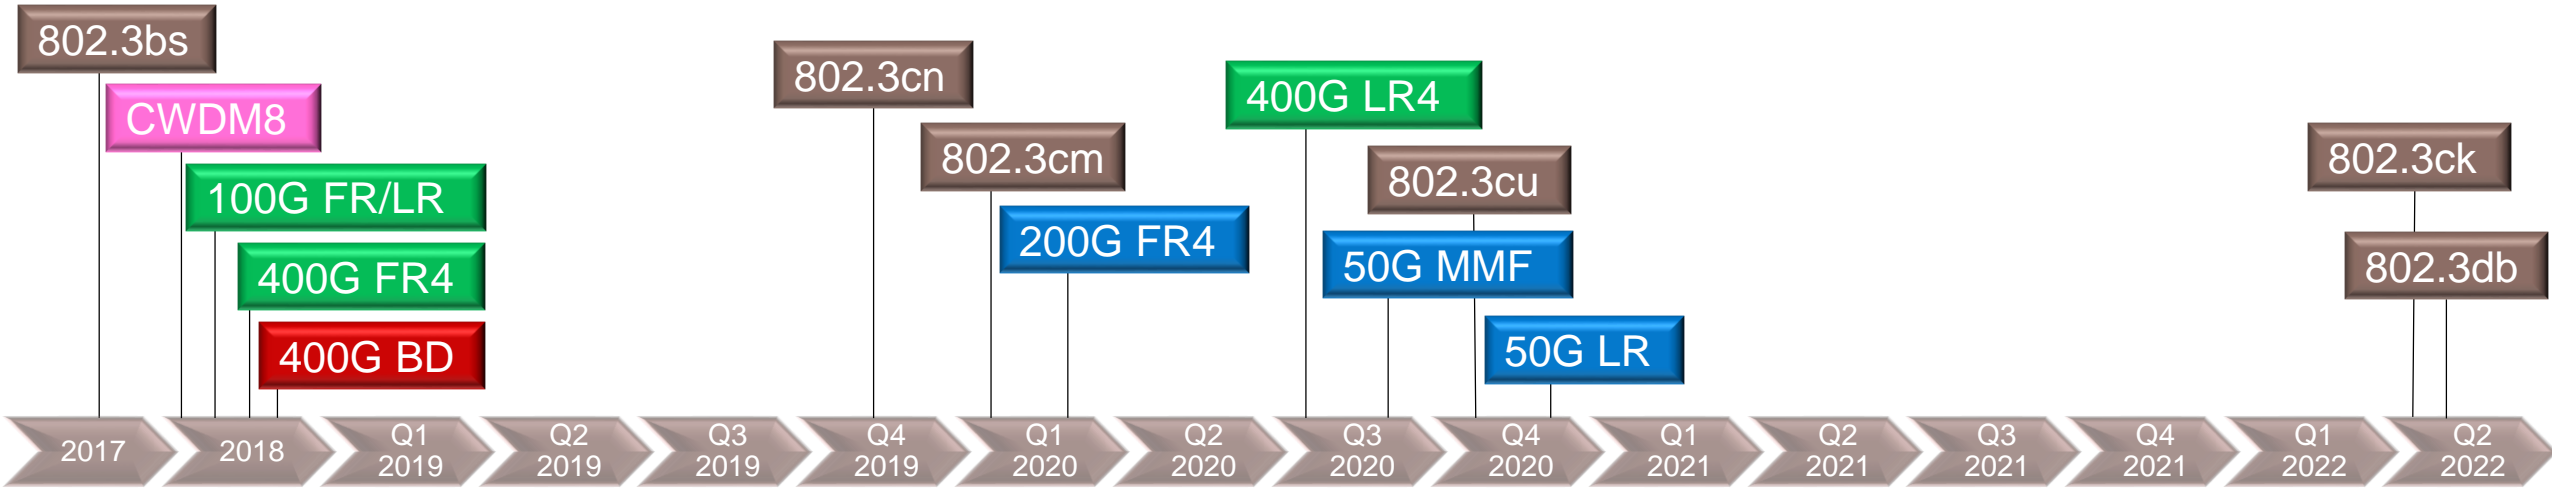 802.3bs
CWDM8
100G FR/LR
400G FR4
400G BD
802.3cn
802.3cm
200G FR4
400G LR4
802.3cu
50G MMF
50G LR
802.3ck
802.3db
2017
2018
Q1
2019
Q2
2019
Q3
2019
Q4
2019
Q1
2020
Q2
2020
Q3
2020
Q4
2020
Q1
2021
Q2
2021
Q3
2021
Q4
2021
Q1
2022
Q2
2022